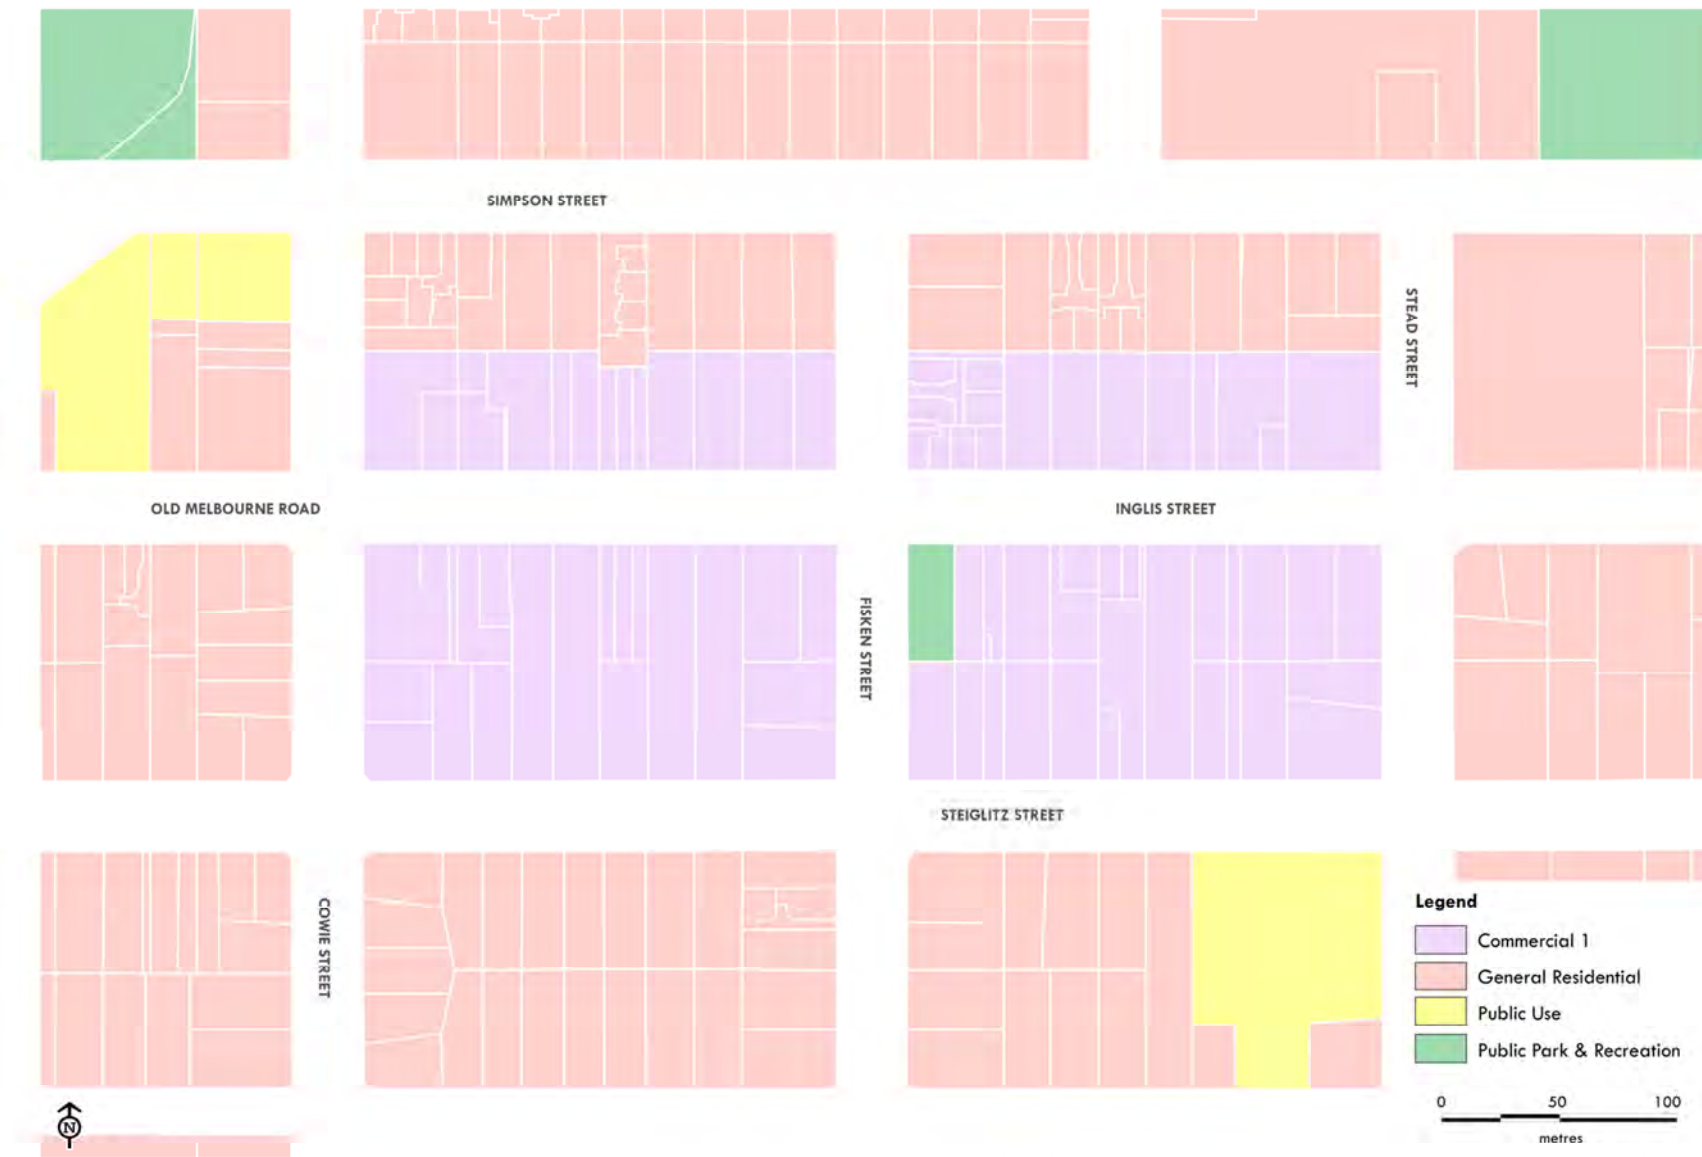 SIMPSON STREET
STEAD STREET
OLD MELBOURNE ROAD
INGLIS STREET
FISKEN STREET
STEIGLITZ STREET
COWIE STREET
Legend
Commercial 1
General Residential
Public Use
Public Park & Recreation
0 50 100
metres
N